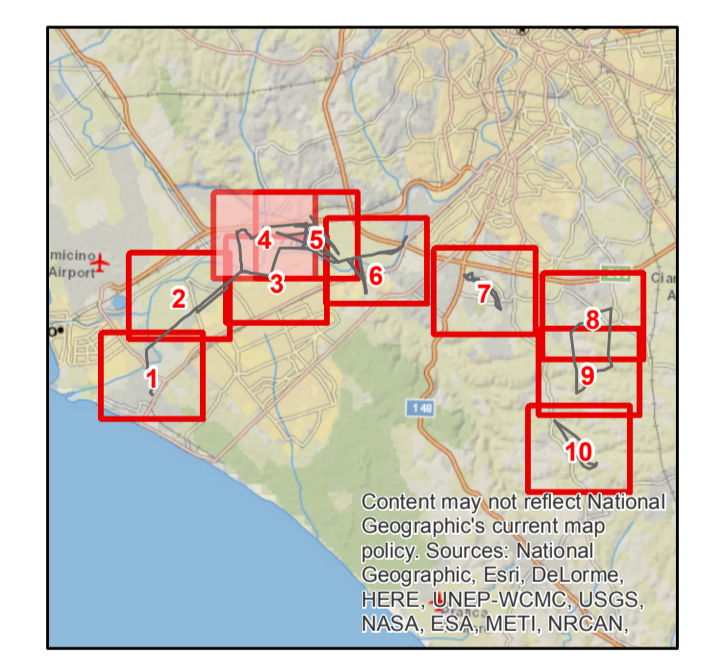 4
5
micino
Airport
6
3
2
7
Cian
A
8
1
9
148
10
Content may not reflect National
Geographic's current map
policy. Sources: National
Geographic, Esri, DeLorme,
HERE, UNEP-WCMC, USGS,
NASA, ESA, METI, NRCAN,